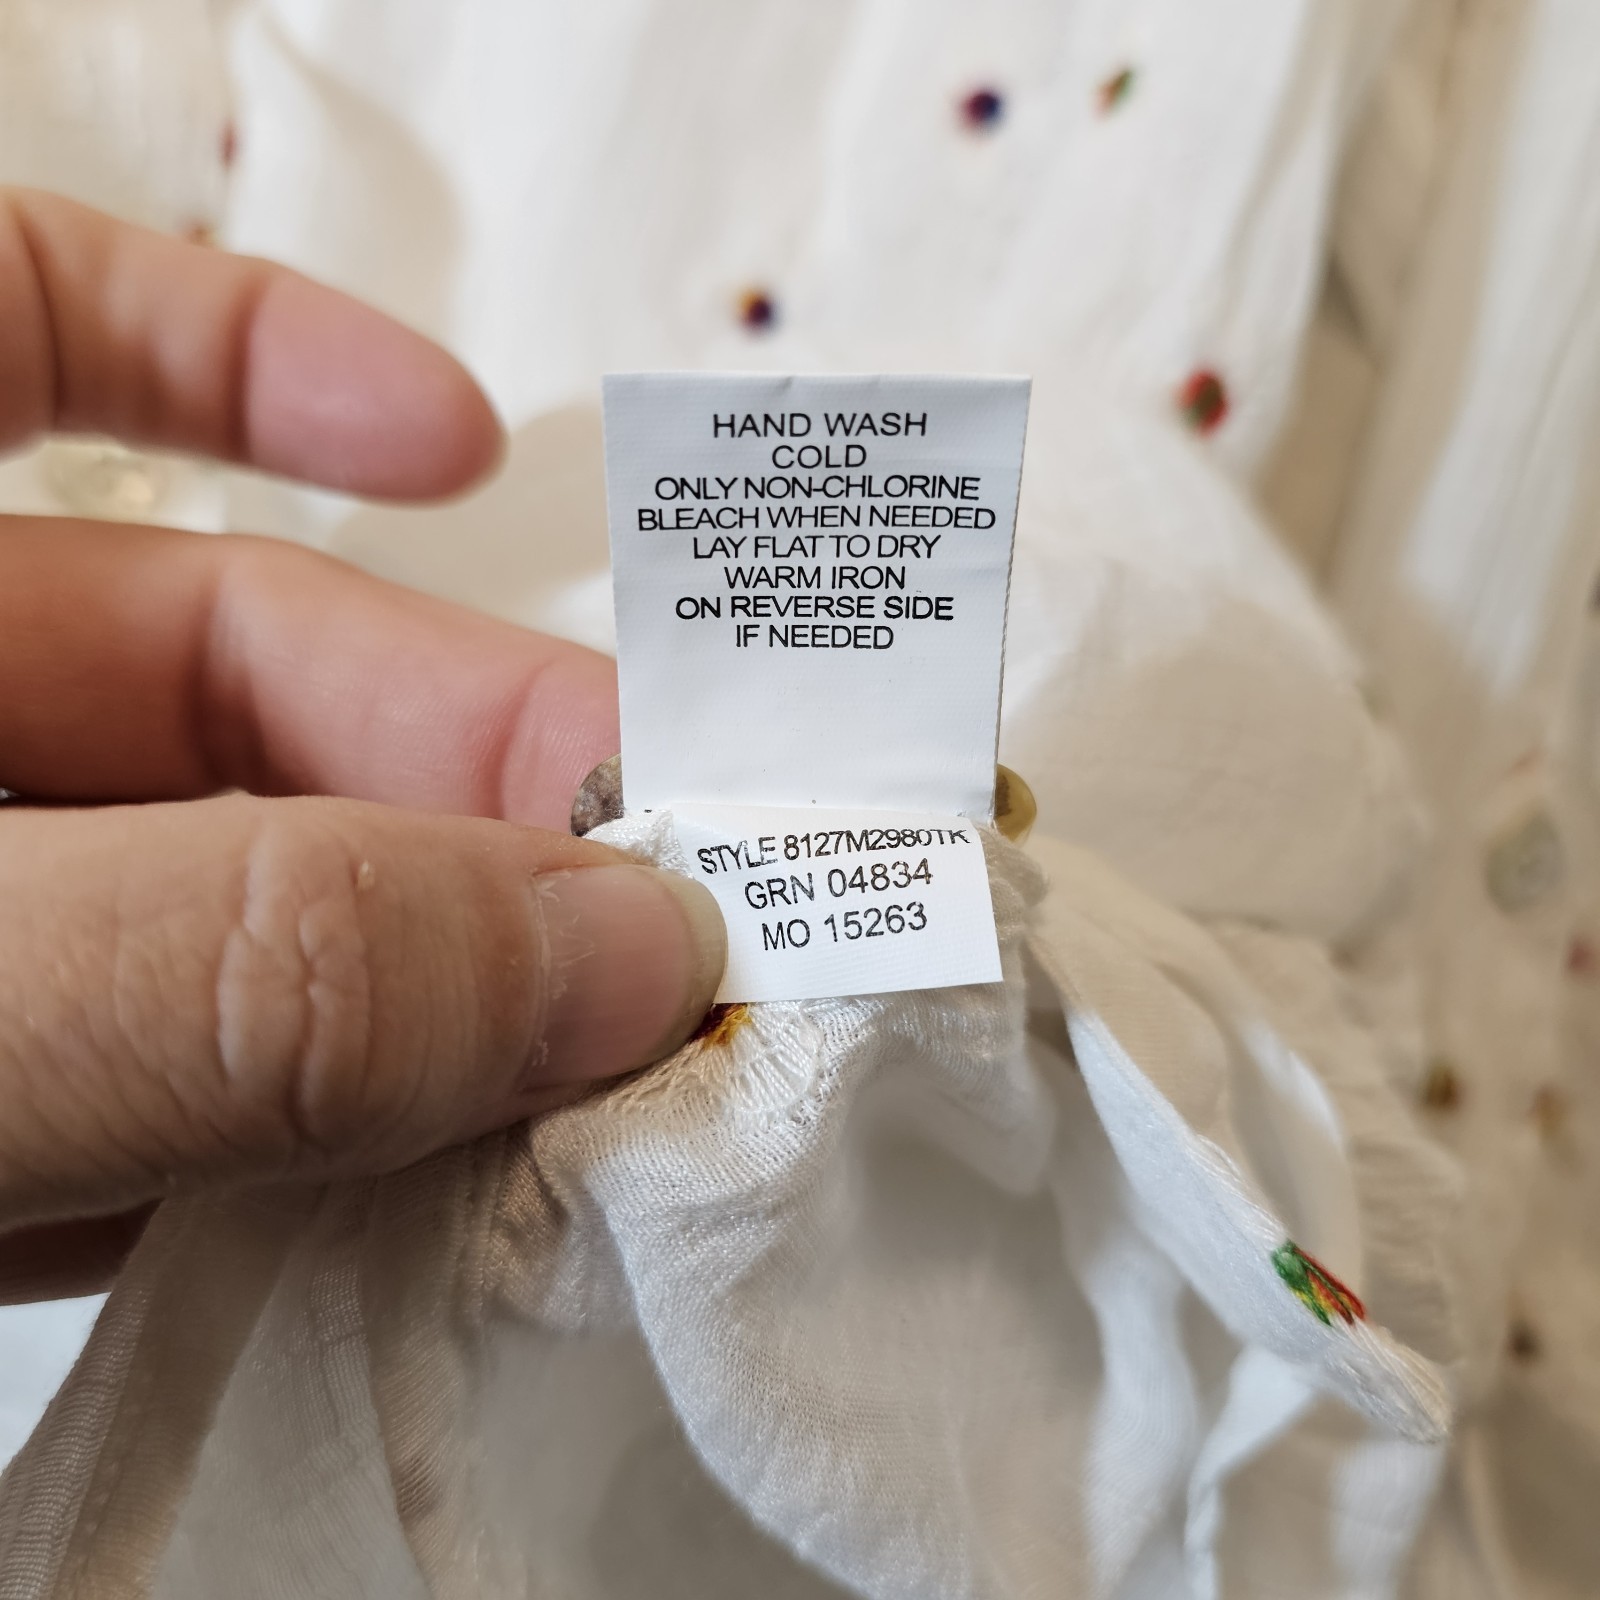 HAND WASH
COLD
ONLY NON-CHLORINE
BLEACH WHEN NEEDED
LAY FLAT TO DRY
WARM IRON
ON REVERSE SIDE
IF NEEDED
STYLE 8127M2980TK
GRN 04834
MO 15263